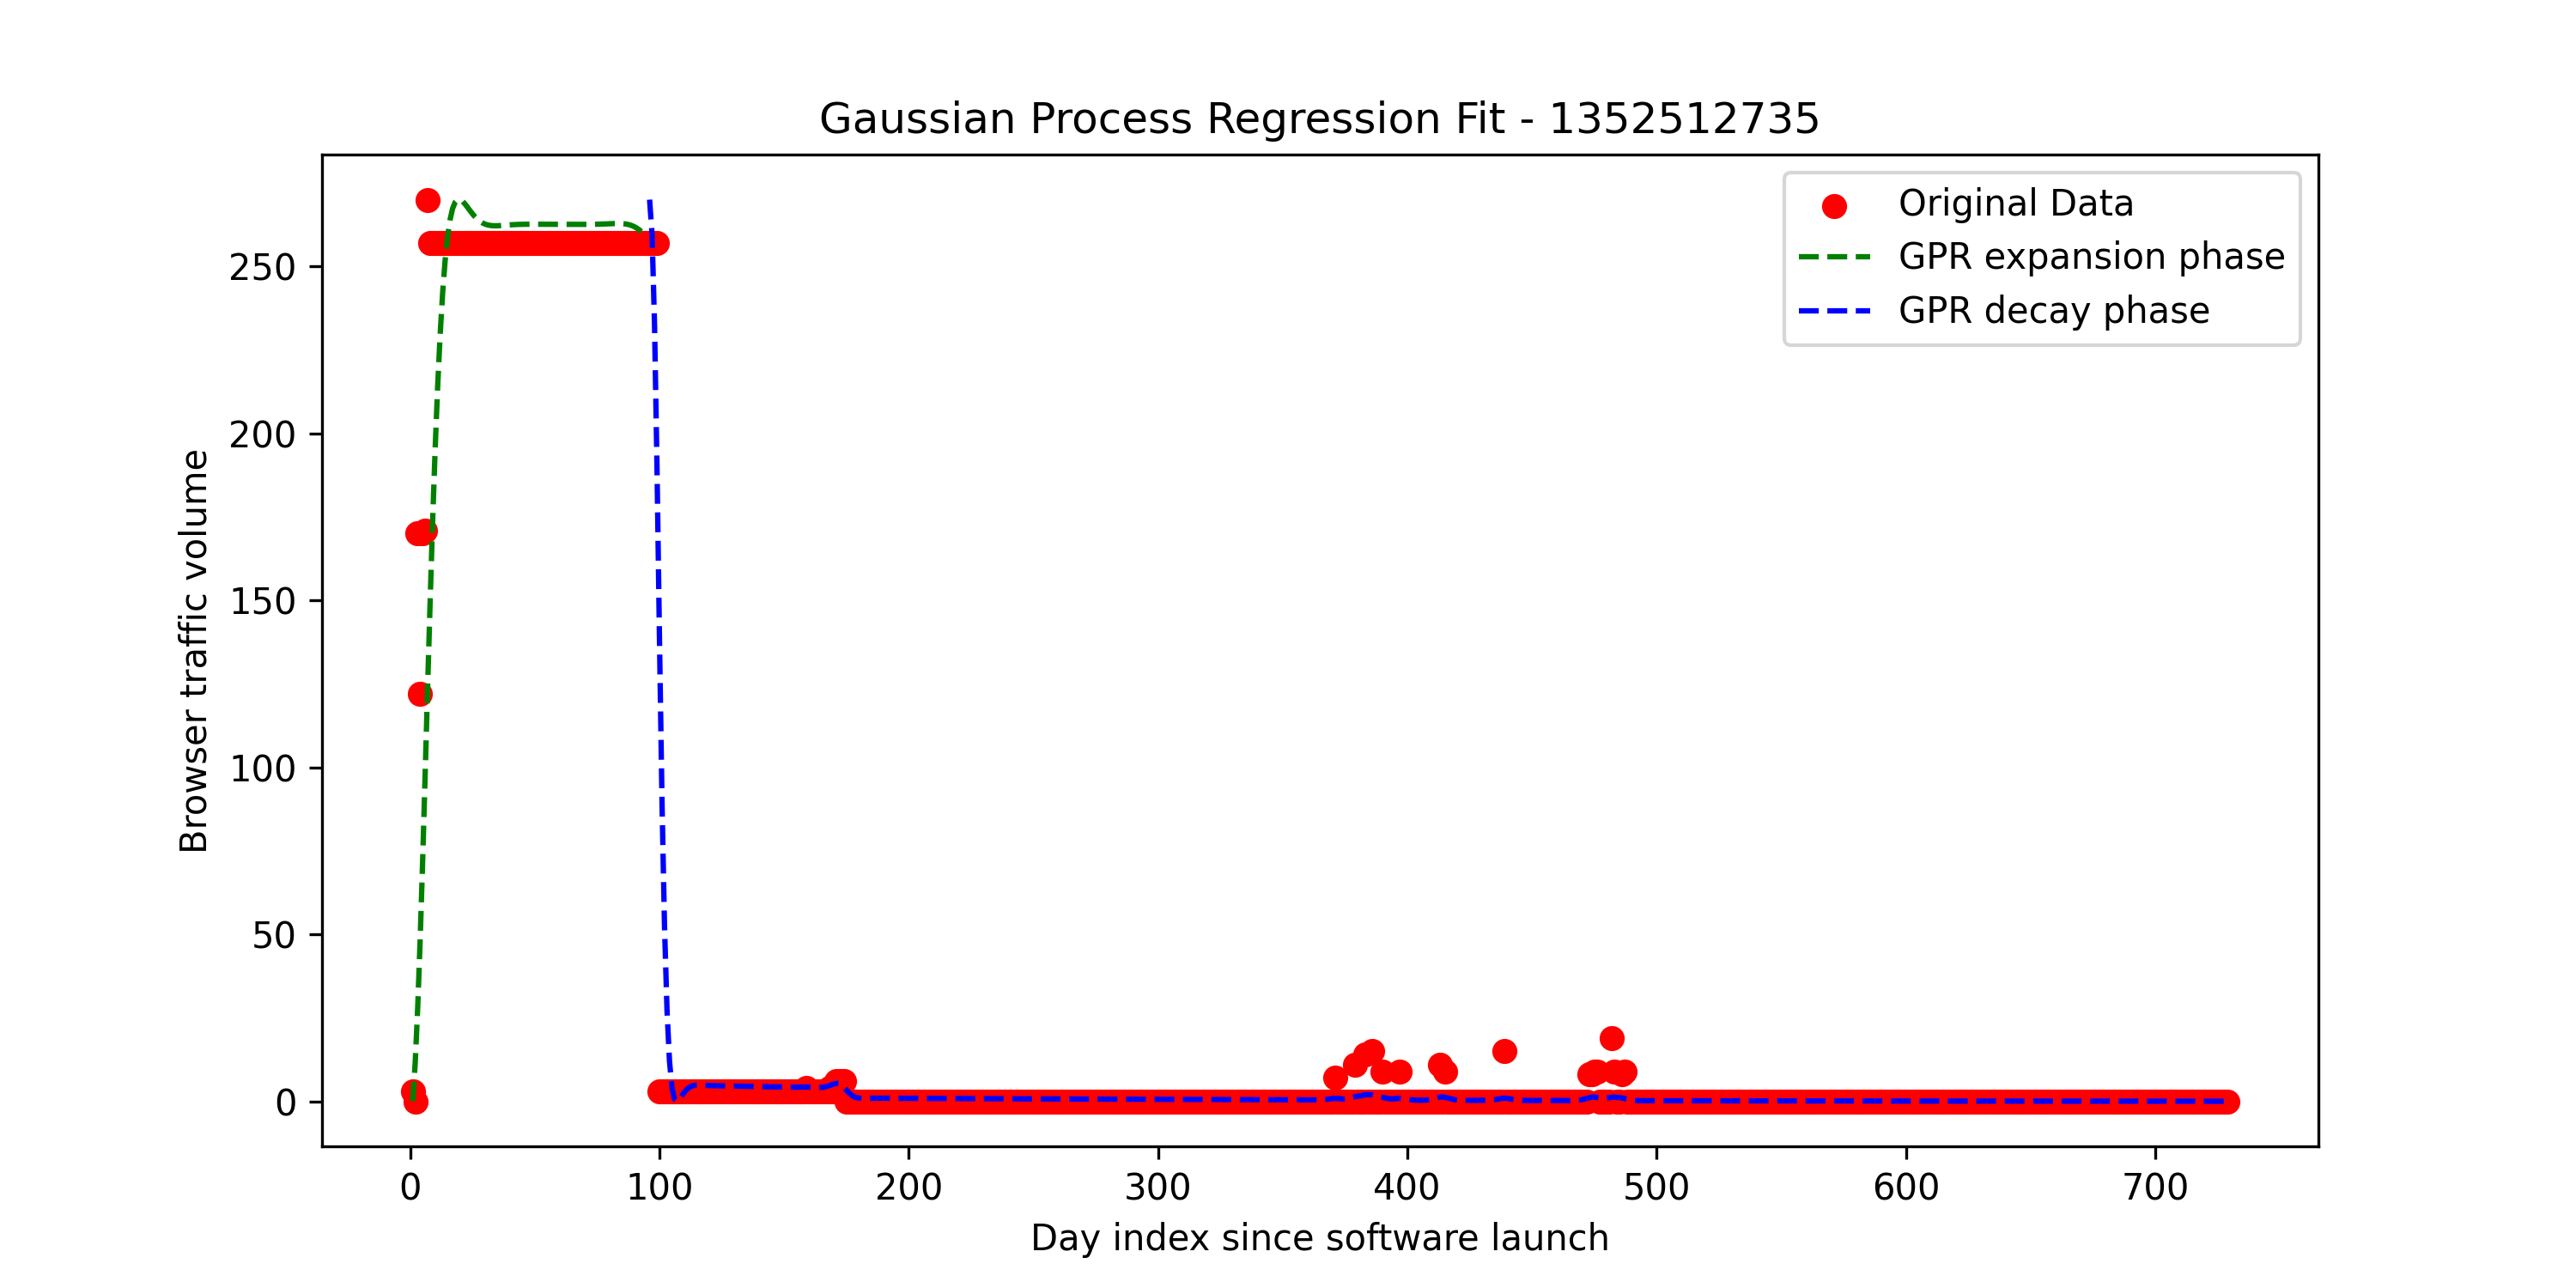 Gaussian Process Regression Fit - 1352512735
Original Data
GPR expansion phase
GPR decay phase
Browser traffic volume
250
200
150
100
50
0
0 100 200 300 400 500 600 700
Day index since software launch